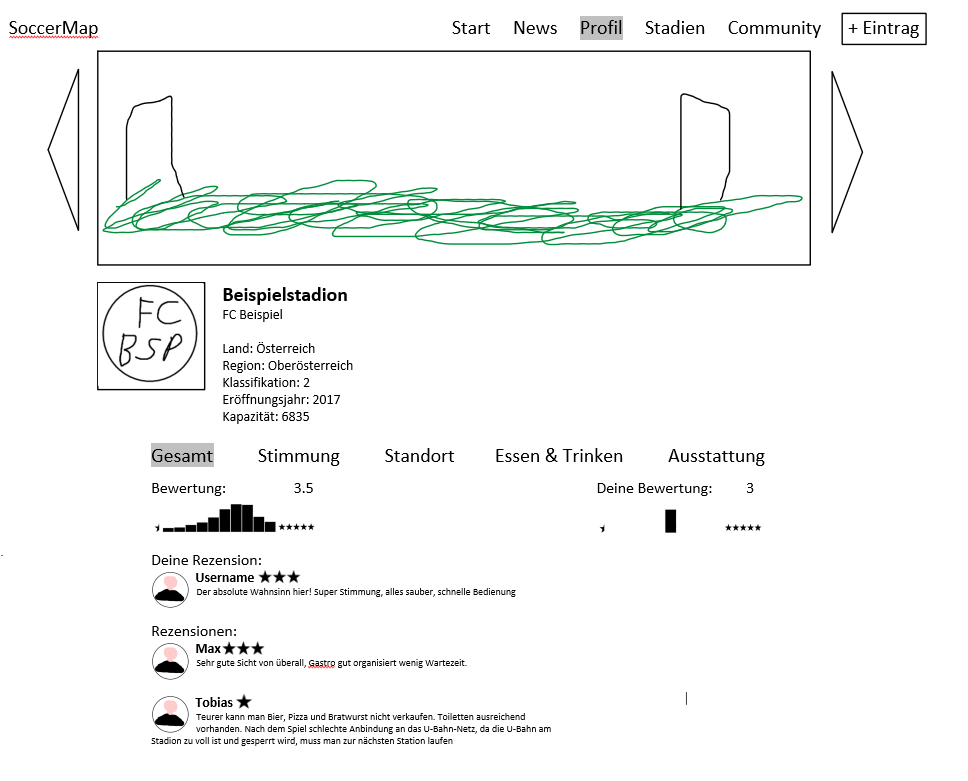 SoccerMap Start News Profil Stadien Community + Eintrag
FC
BSP
Beispielstadion
FC Beispiel
Land: Österreich
Region: Oberösterreich
Klassifikation: 2
Eröffnungsjahr: 2017
Kapazität: 6835
Gesamt Stimmung Standort Essen & Trinken Ausstattung
Bewertung: 3.5 Deine Bewertung: 3
Deine Rezension:
Username ★★★
Der absolute Wahnsinn hier! Super Stimmung, alles sauber, schnelle Bedienung
Rezensionen:
Max★★★
Sehr gute Sicht von überall, Gastro gut organisiert wenig Wartezeit.
Tobias ★
Teurer kann man Bier, Pizza und Bratwurst nicht verkaufen. Toiletten ausreichend
vorhanden. Nach dem Spiel schlechte Anbindung an das U-Bahn-Netz, da die U-Bahn am
Stadion zu voll ist und gesperrt wird, muss man zur nächsten Station laufen